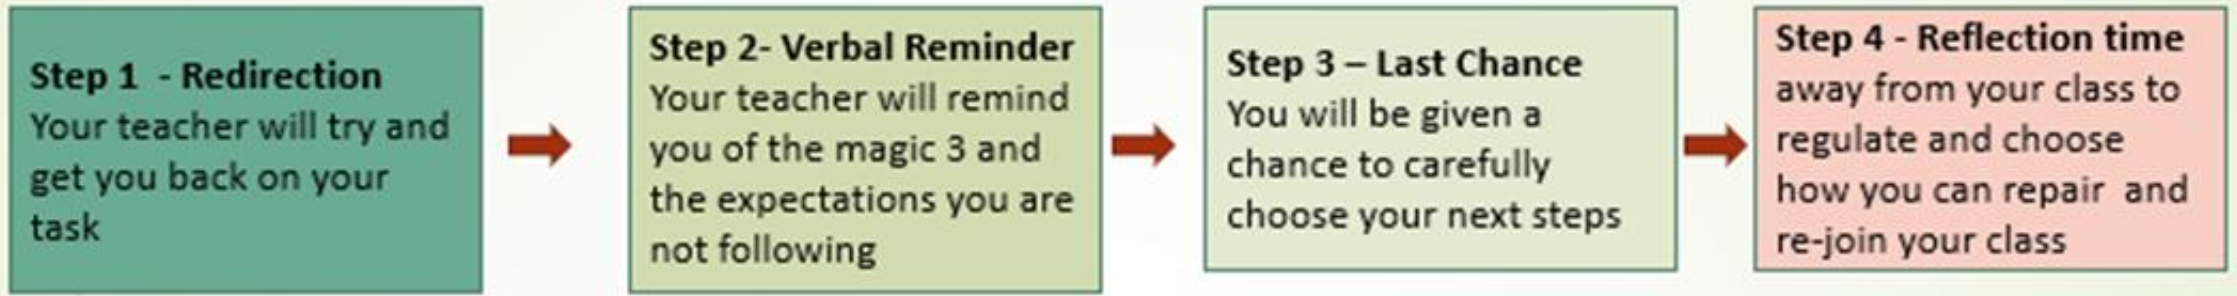 Step 1  - Redirection
Your teacher will try and
get you back on your
task
Step 2- Verbal Reminder
Your teacher will remind
you of the magic 3 and
the expectations you are
not following
Step 3 – Last Chance
You will be given a
chance to carefully
choose your next steps
Step 4 - Reflection time
away from your class to
regulate and choose
how you can repair  and
re-join your class